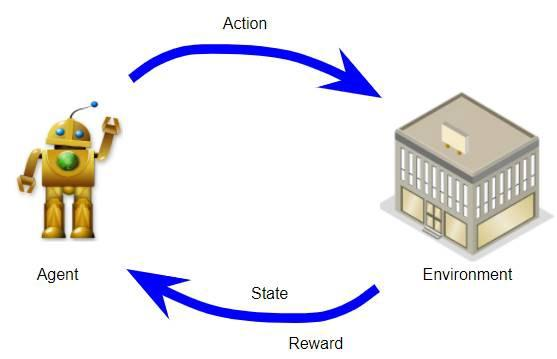 Action
Agent
Environment
State
Reward